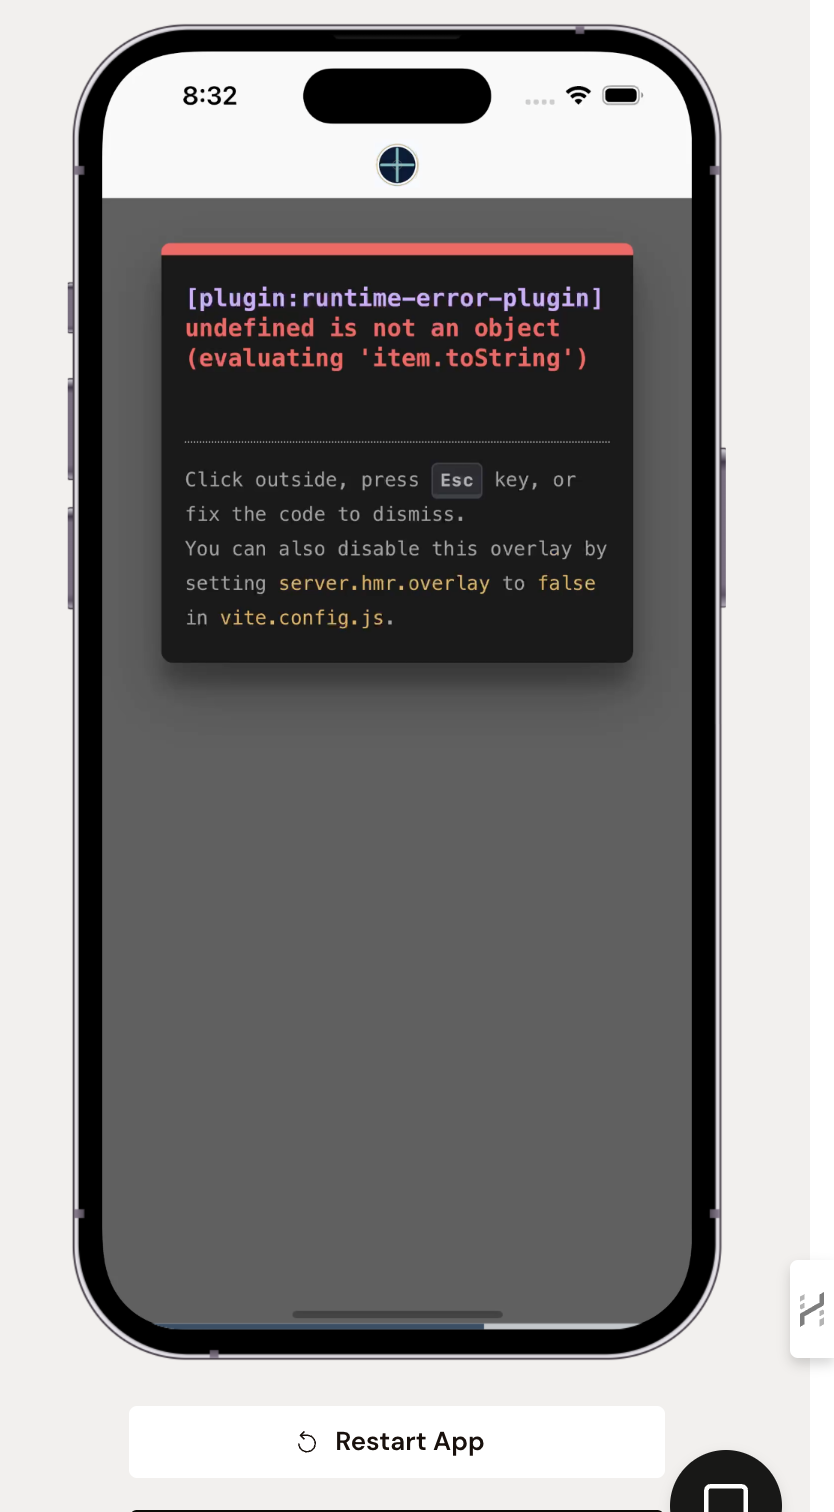 8:32
[plugin:runtime-error-plugin]
undefined is not an object
(evaluating 'item.toString')
Click outside, press Esc key, or
fix the code to dismiss.
You can also disable this overlay by
setting server.hmr.overlay to false
in vite.config.js.
Restart App